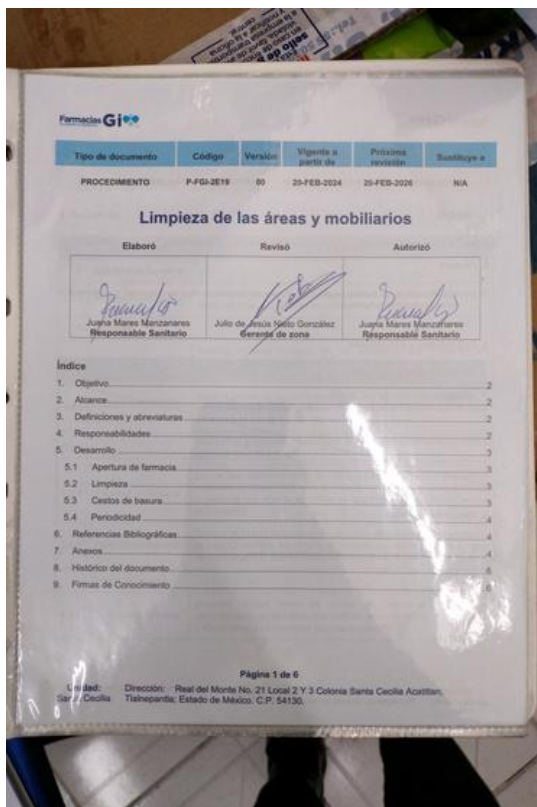 Farmacias Gi
Tipo de documento Código Versión Vigente a partir de Próxima revisión Sustituye a
PROCEDIMIENTO P-FGI-2E19 00 20-FEB-2024 20-FEB-2026 N/A
Limpieza de las áreas y mobiliarios
Elaboró Revisó Autorizó
Juana Mares Manzanares Julio de Jesús Nieto González Juana Mares Manzanares
Responsable Sanitario Gerente de zona Responsable Sanitario
Índice
1. Objetivo 2
2. Alcance 2
3. Definiciones y abreviaturas 2
4. Responsabilidades 2
5. Desarrollo 3
5.1 Apertura de farmacia 3
5.2 Limpieza 3
5.3 Cestos de basura 3
5.4 Periodicidad 4
6. Referencias Bibliográficas 4
7. Anexos 4
8. Histórico del documento 6
9. Firmas de Conocimiento 6
Página 1 de 6
Unidad: Dirección: Real del Monte No. 21 Local 2 Y 3 Colonia Santa Cecilia Acatitlan,
Santa Cecilia Tlalnepantla; Estado de México, C.P. 54130.